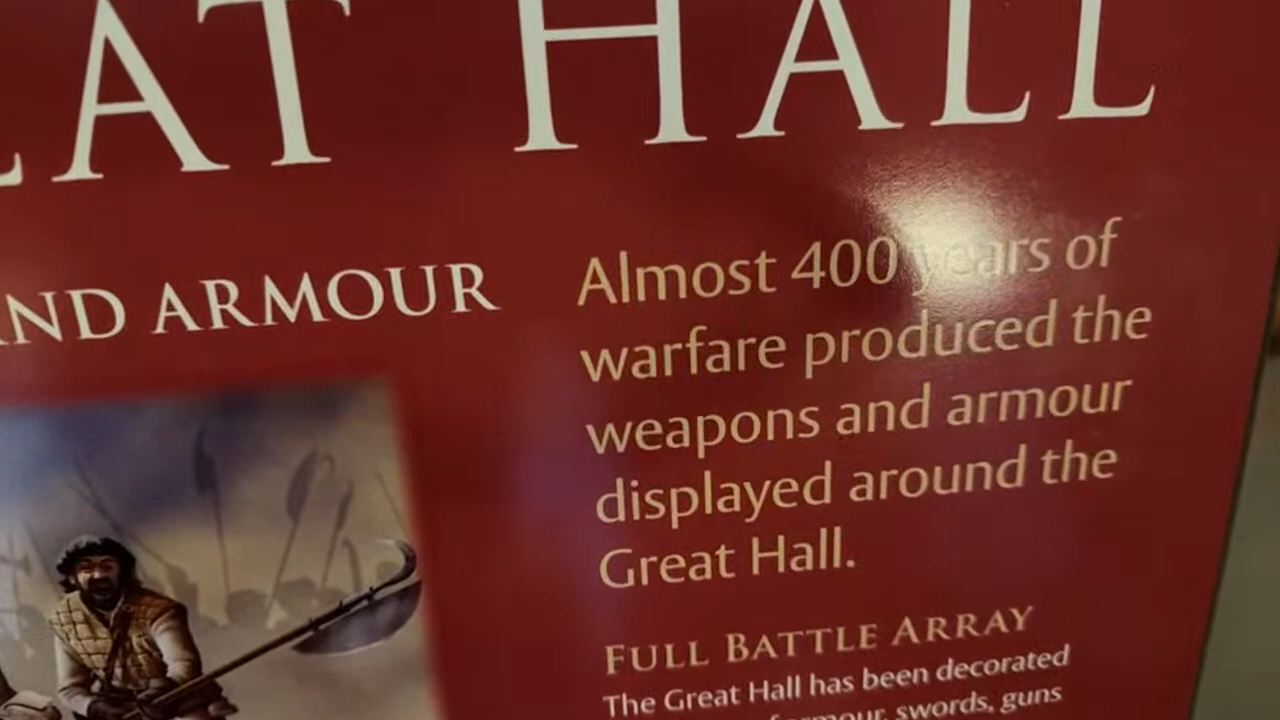 AT HALL
ND ARMOUR
Almost 400 years of
warfare produced the
weapons and armour
displayed around the
Great Hall.
FULL BATTLE ARRAY
The Great Hall has been decorated
armour, swords, guns